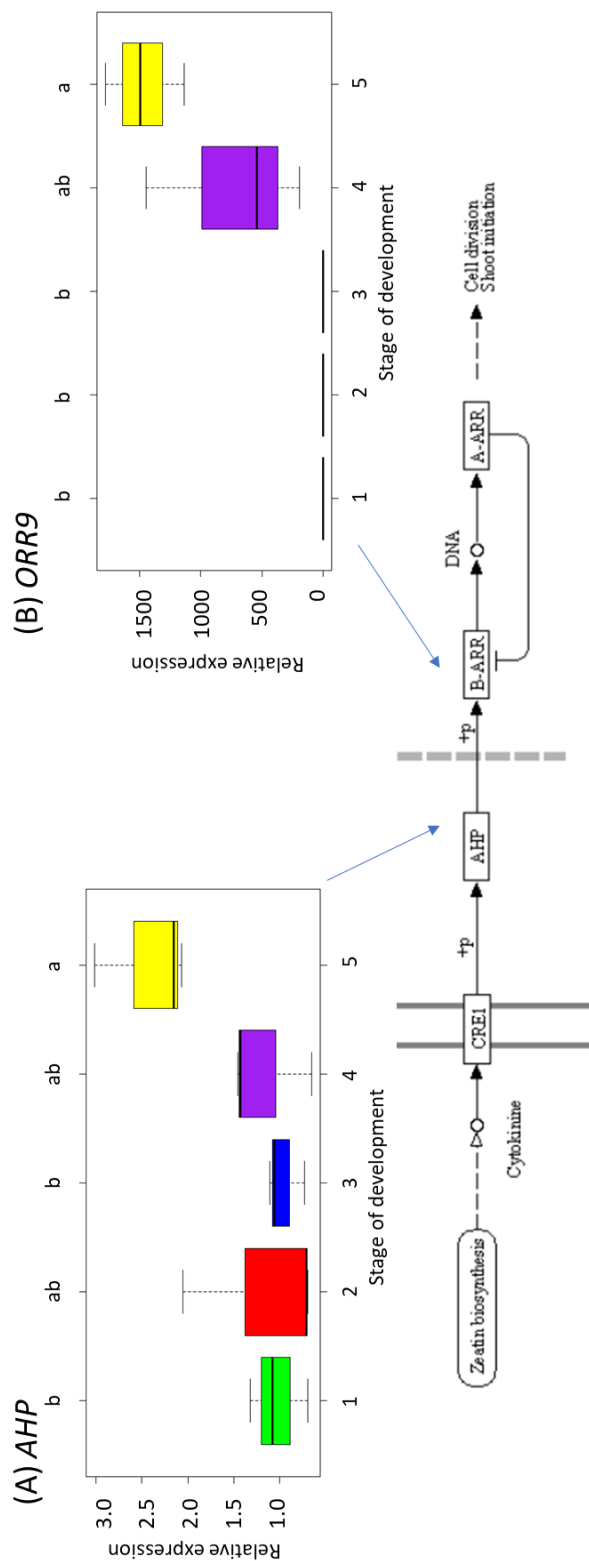 (A) AHP
b ab b ab a
3.0
2.5
2.0
1.5
1.0
Relative expression
1 2 3 4 5
Stage of development
(B) ORR9
b b b ab a
1500
1000
500
0
Relative expression
1 2 3 4 5
Stage of development
Zeatin biosynthesis
Cytokinine
CRE1
+p
AHP
+p
B-ARR
DNA
A-ARR
Cell division
Shoot initiation